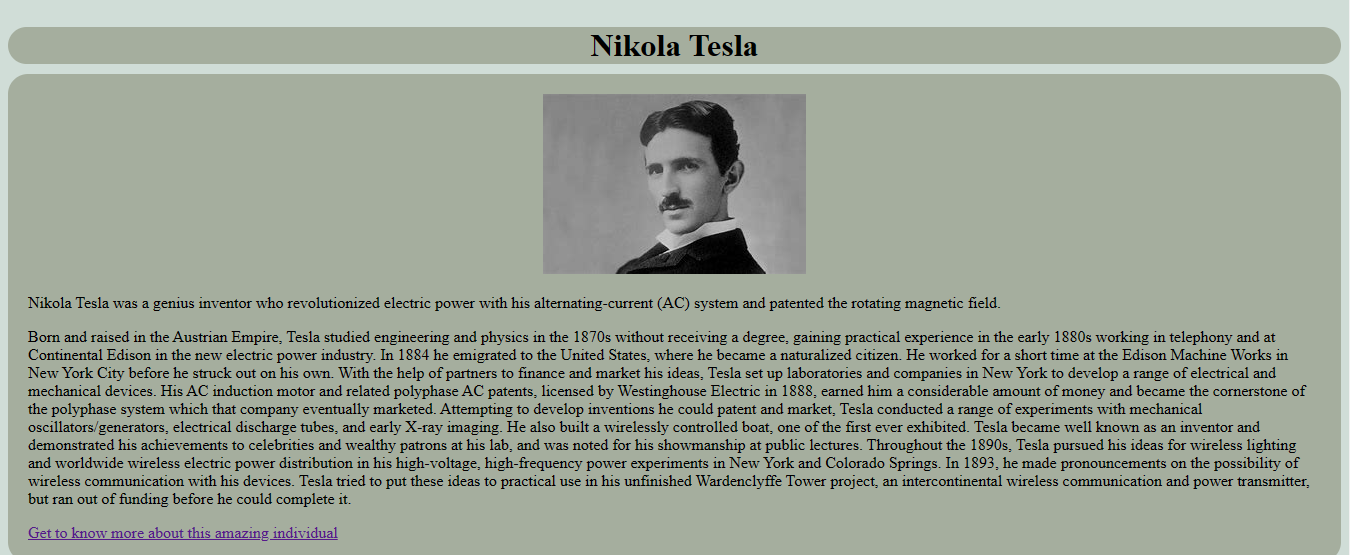 Nikola Tesla
Nikola Tesla was a genius inventor who revolutionized electric power with his alternating-current (AC) system and patented the rotating magnetic field.
Born and raised in the Austrian Empire, Tesla studied engineering and physics in the 1870s without receiving a degree, gaining practical experience in the early 1880s working in telephony and at
Continental Edison in the new electric power industry. In 1884 he emigrated to the United States, where he became a naturalized citizen. He worked for a short time at the Edison Machine Works in
New York City before he struck out on his own. With the help of partners to finance and market his ideas, Tesla set up laboratories and companies in New York to develop a range of electrical and
mechanical devices. His AC induction motor and related polyphase AC patents, licensed by Westinghouse Electric in 1888, earned him a considerable amount of money and became the cornerstone of
the polyphase system which that company eventually marketed. Attempting to develop inventions he could patent and market, Tesla conducted a range of experiments with mechanical
oscillators/generators, electrical discharge tubes, and early X-ray imaging. He also built a wirelessly controlled boat, one of the first ever exhibited. Tesla became well known as an inventor and
demonstrated his achievements to celebrities and wealthy patrons at his lab, and was noted for his showmanship at public lectures. Throughout the 1890s, Tesla pursued his ideas for wireless lighting
and worldwide wireless electric power distribution in his high-voltage, high-frequency power experiments in New York and Colorado Springs. In 1893, he made pronouncements on the possibility of
wireless communication with his devices. Tesla tried to put these ideas to practical use in his unfinished Wardenclyffe Tower project, an intercontinental wireless communication and power transmitter,
but ran out of funding before he could complete it.
Get to know more about this amazing individual